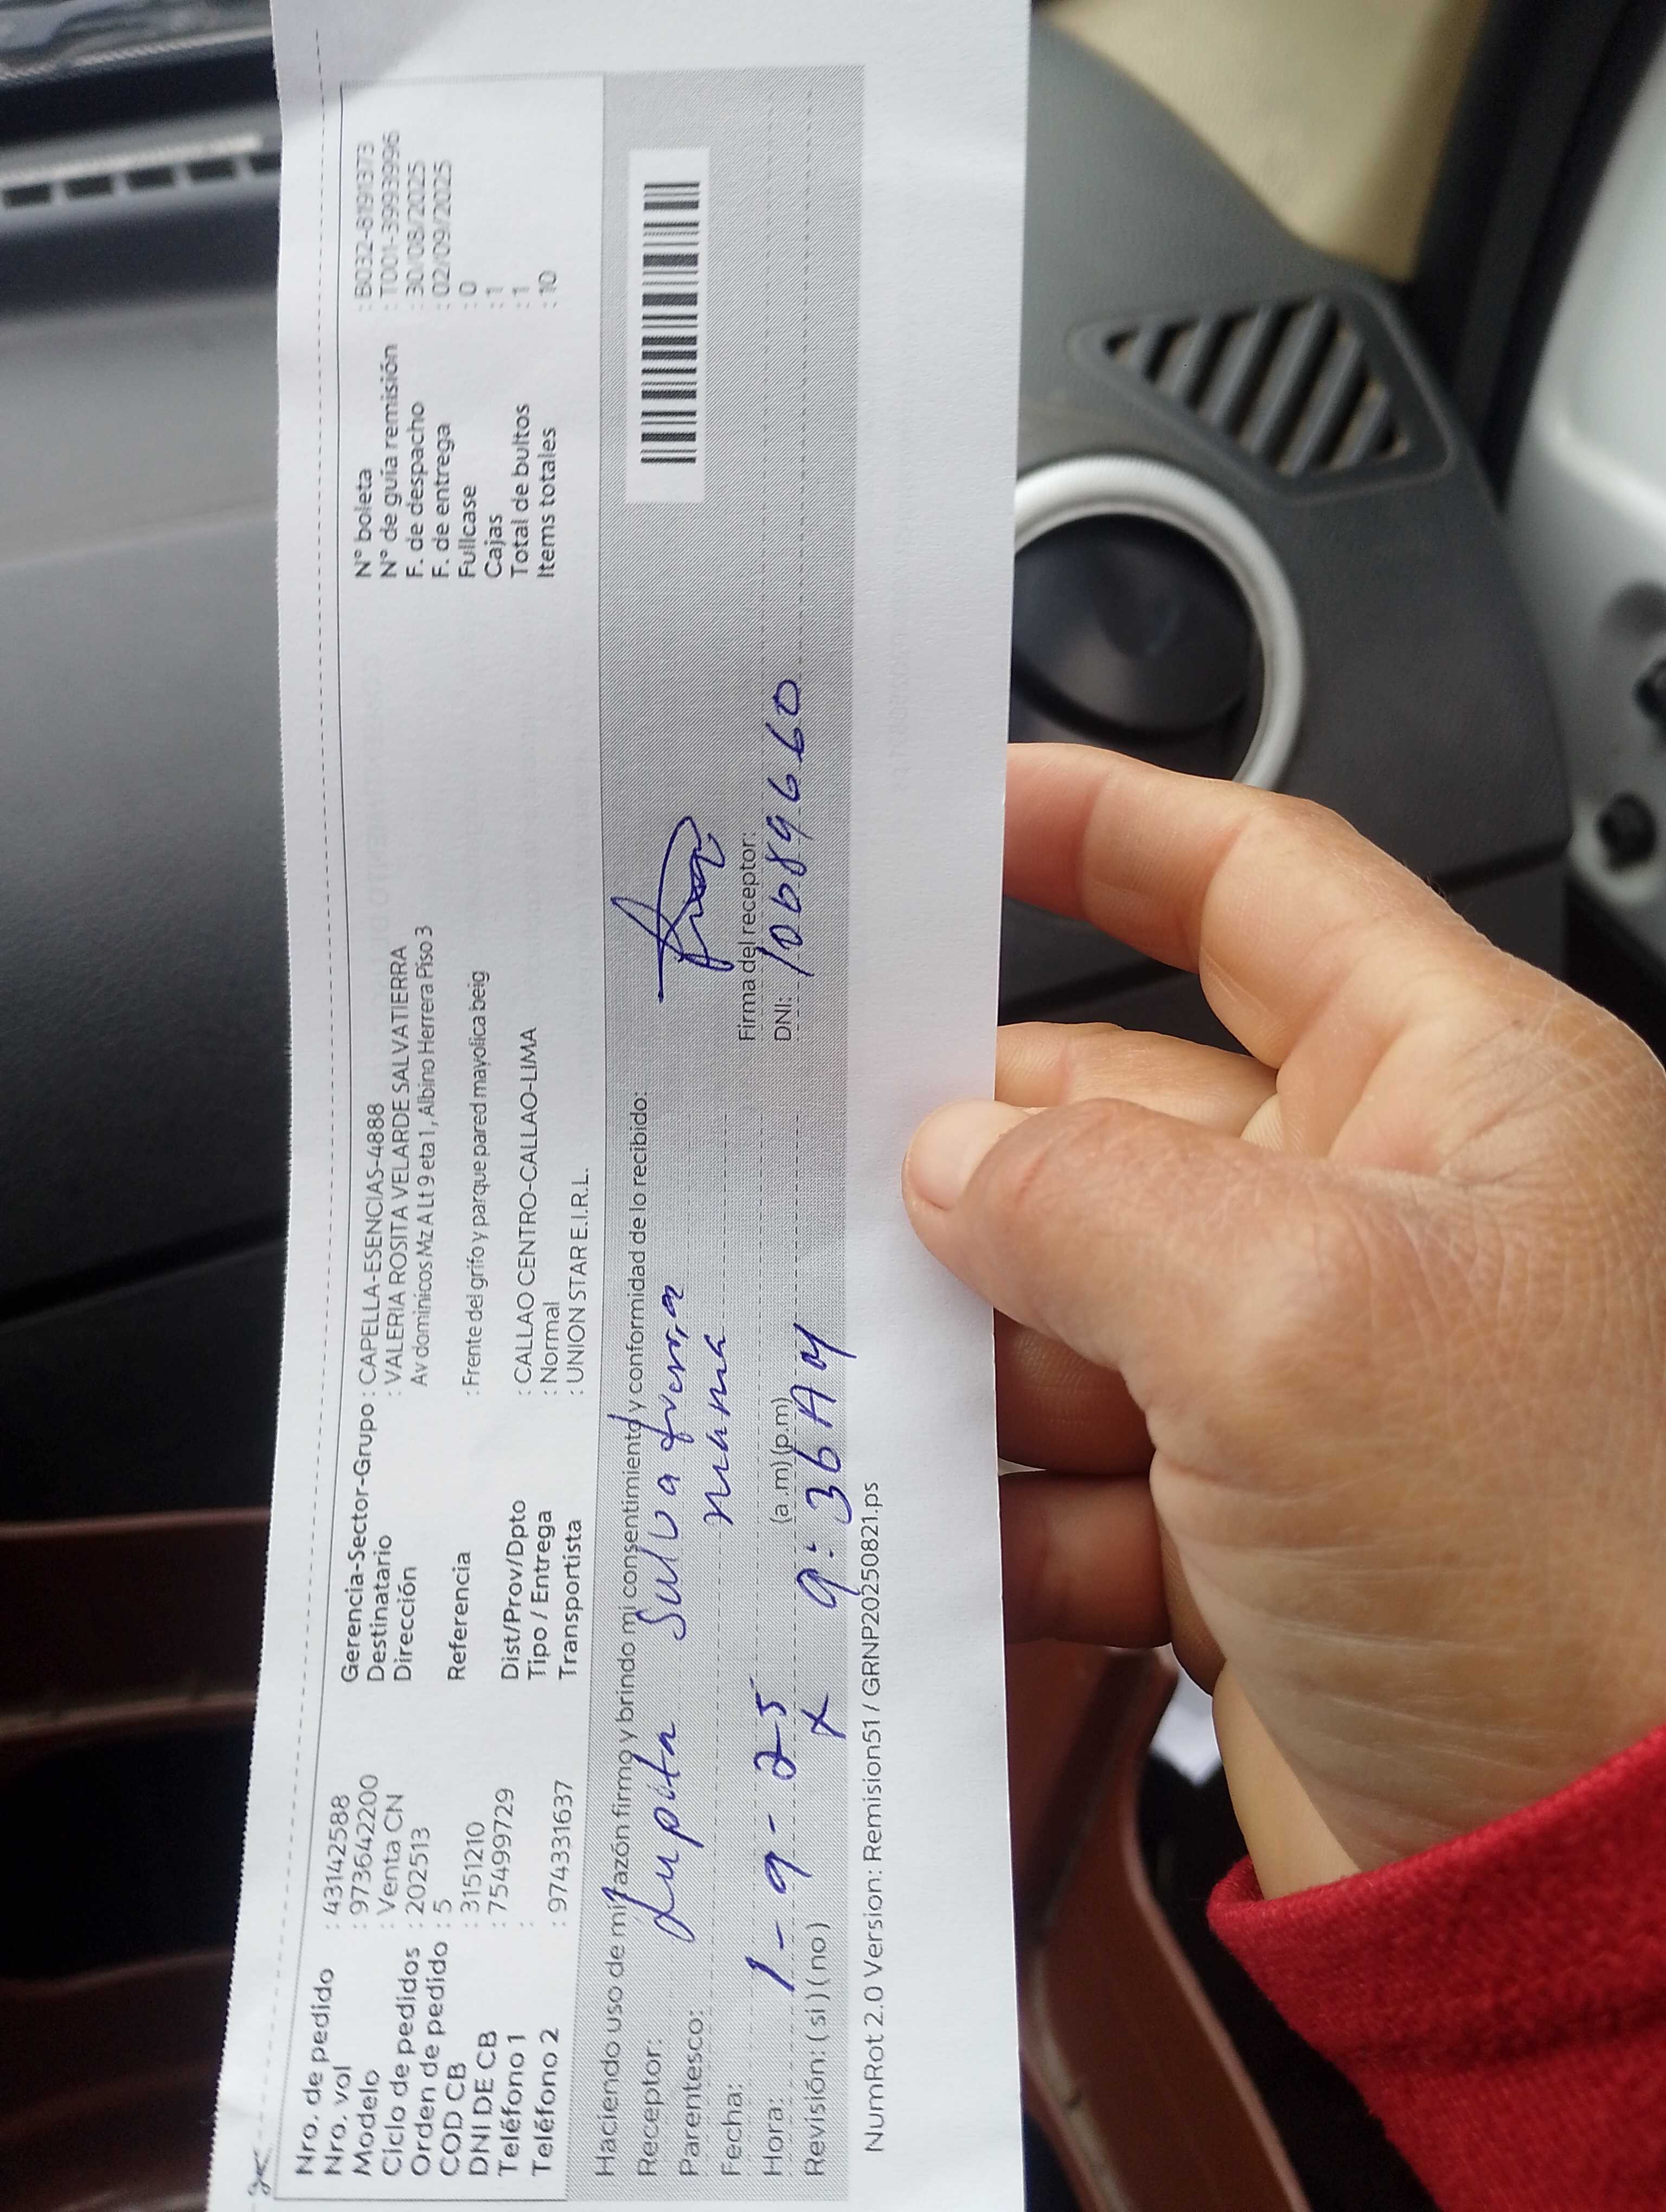 Nro. de pedido : 43142588
Nro. vol : 9736422200
Modelo : Venta CN
Ciclo de pedidos : 202513
Orden de pedido : 5
COD CB : 3151210
DNI DE CB : 75499729
Teléfono 1 :
Teléfono 2 : 974331637
Gerencia-Sector-Grupo : CAPELLA-ESENCIAS-4888
Destinatario : VALERIA ROSITA VELARDE SALVATIERRA
Dirección Av dominicos Mz A Lt 9 eta 1, Albino Herrera Piso 3
Referencia : Frente del grifo y parque pared mayolica beig
Dist/Prov/Dpto : CALLAO CENTRO-CALLAO-LIMA
Tipo / Entrega : Normal
Transportista : UNION STAR E.I.R.L.
N° boleta : B032-8191373
N° de guía remisión : T001-39993996
F. de despacho : 30/08/2025
F. de entrega : 02/09/2025
Fullcase : 0
Cajas : 1
Total de bultos : 1
Items totales : 10
Haciendo uso de mi razón firmo y brindo mi consentimiento y conformidad de lo recibido:
Receptor: Lupita
Parentesco: mamá
Fecha: 1-9-25
Hora: (a.m) (p.m)
x 9:36 AM
Revisión: ( si ) ( no )
Firma del receptor:
DNI: 10689660
NumRot 2.0 Version: Remision51 / GRNP20250821.ps